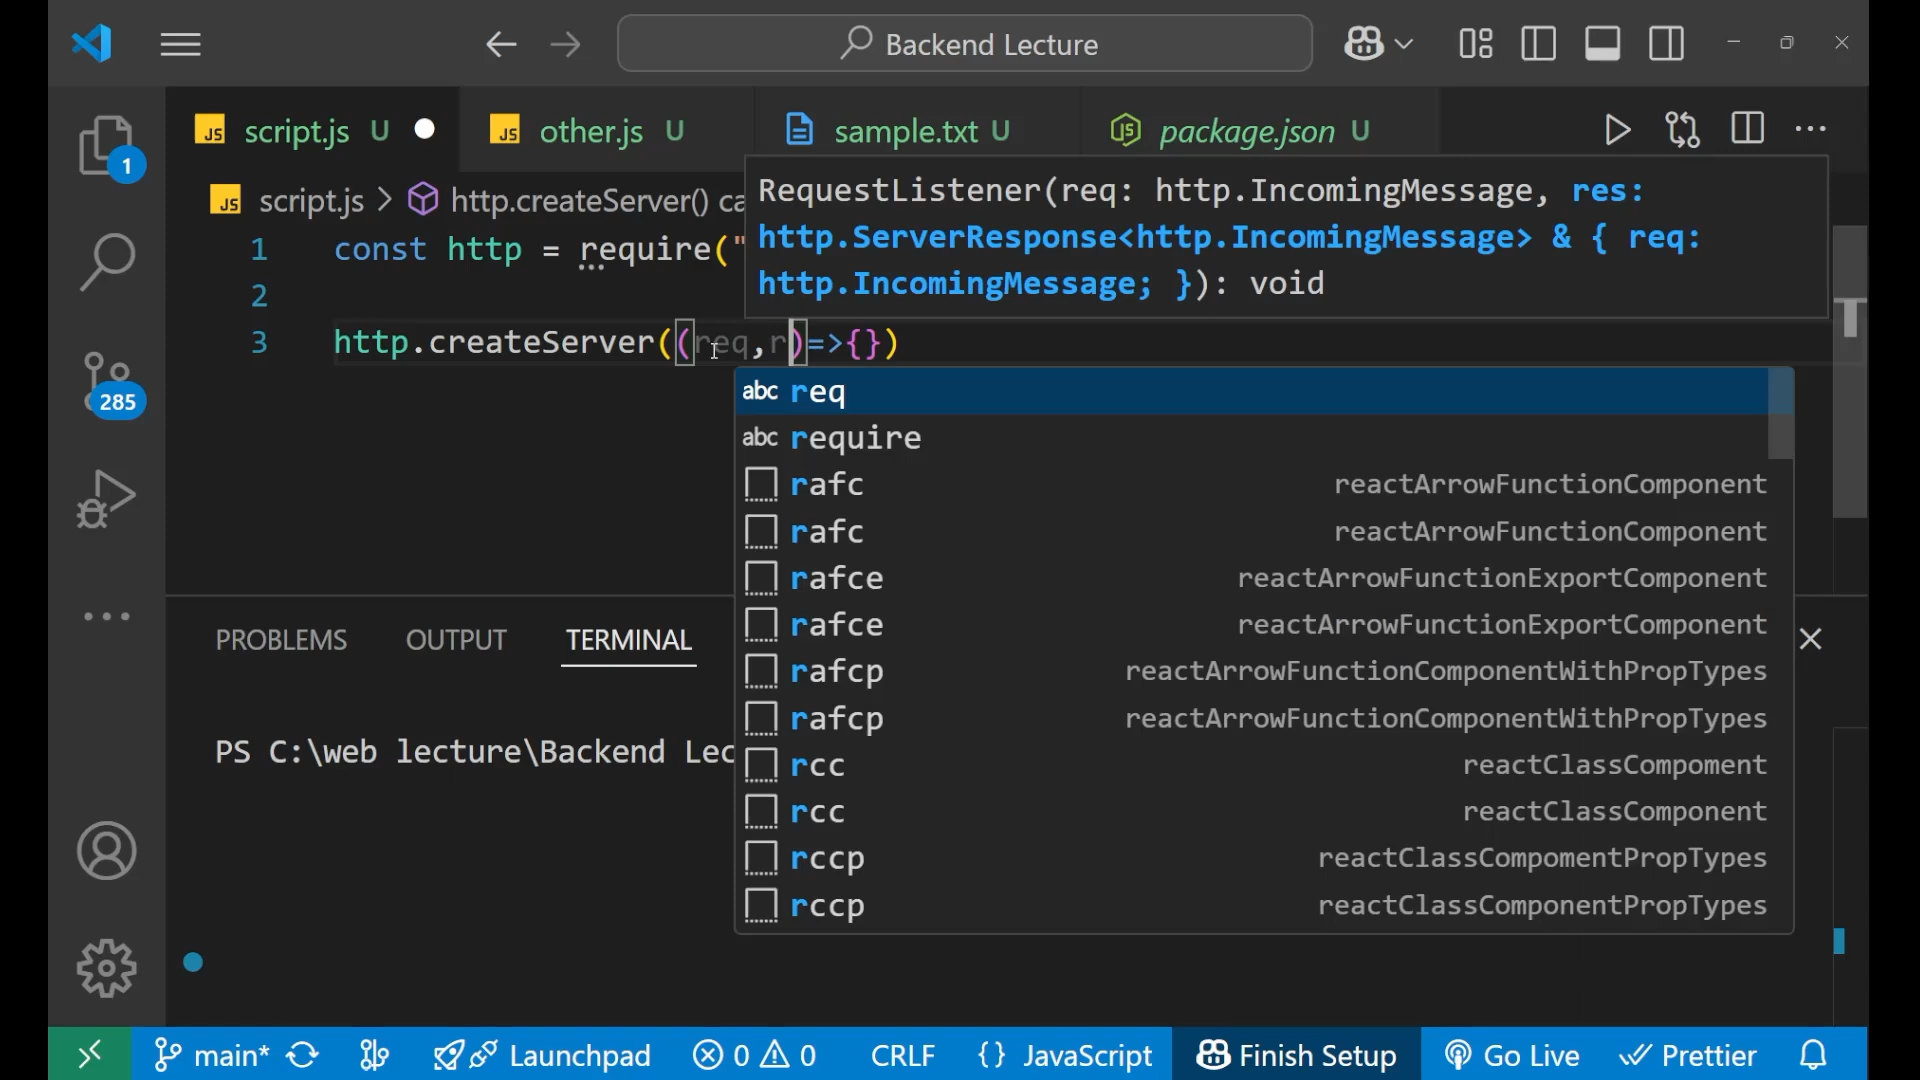 Backend Lecture
script.js U
other.js U
sample.txt U
package.json U
1
script.js > http.createServer() ca
RequestListener(req: http.IncomingMessage, res:
http.ServerResponse<http.IncomingMessage> & { req:
http.IncomingMessage; }): void
1 const http = require("
2
3 http.createServer((req,r)=>{})
285
abc req
abc require
rafc reactArrowFunctionComponent
rafc reactArrowFunctionComponent
rafce reactArrowFunctionExportComponent
rafce reactArrowFunctionExportComponent
rafcp reactArrowFunctionComponentWithPropTypes
rafcp reactArrowFunctionComponentWithPropTypes
rcc reactClassCompoment
rcc reactClassComponent
rccp reactClassCompomentPropTypes
rccp reactClassComponentPropTypes
PROBLEMS OUTPUT TERMINAL
PS C:\web lecture\Backend Lec
main* Launchpad 0 0 CRLF {} JavaScript Finish Setup Go Live Prettier